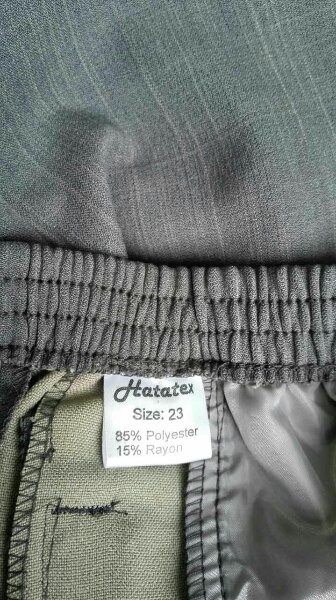 Hatatex
Size: 23
85% Polyester
15% Rayon